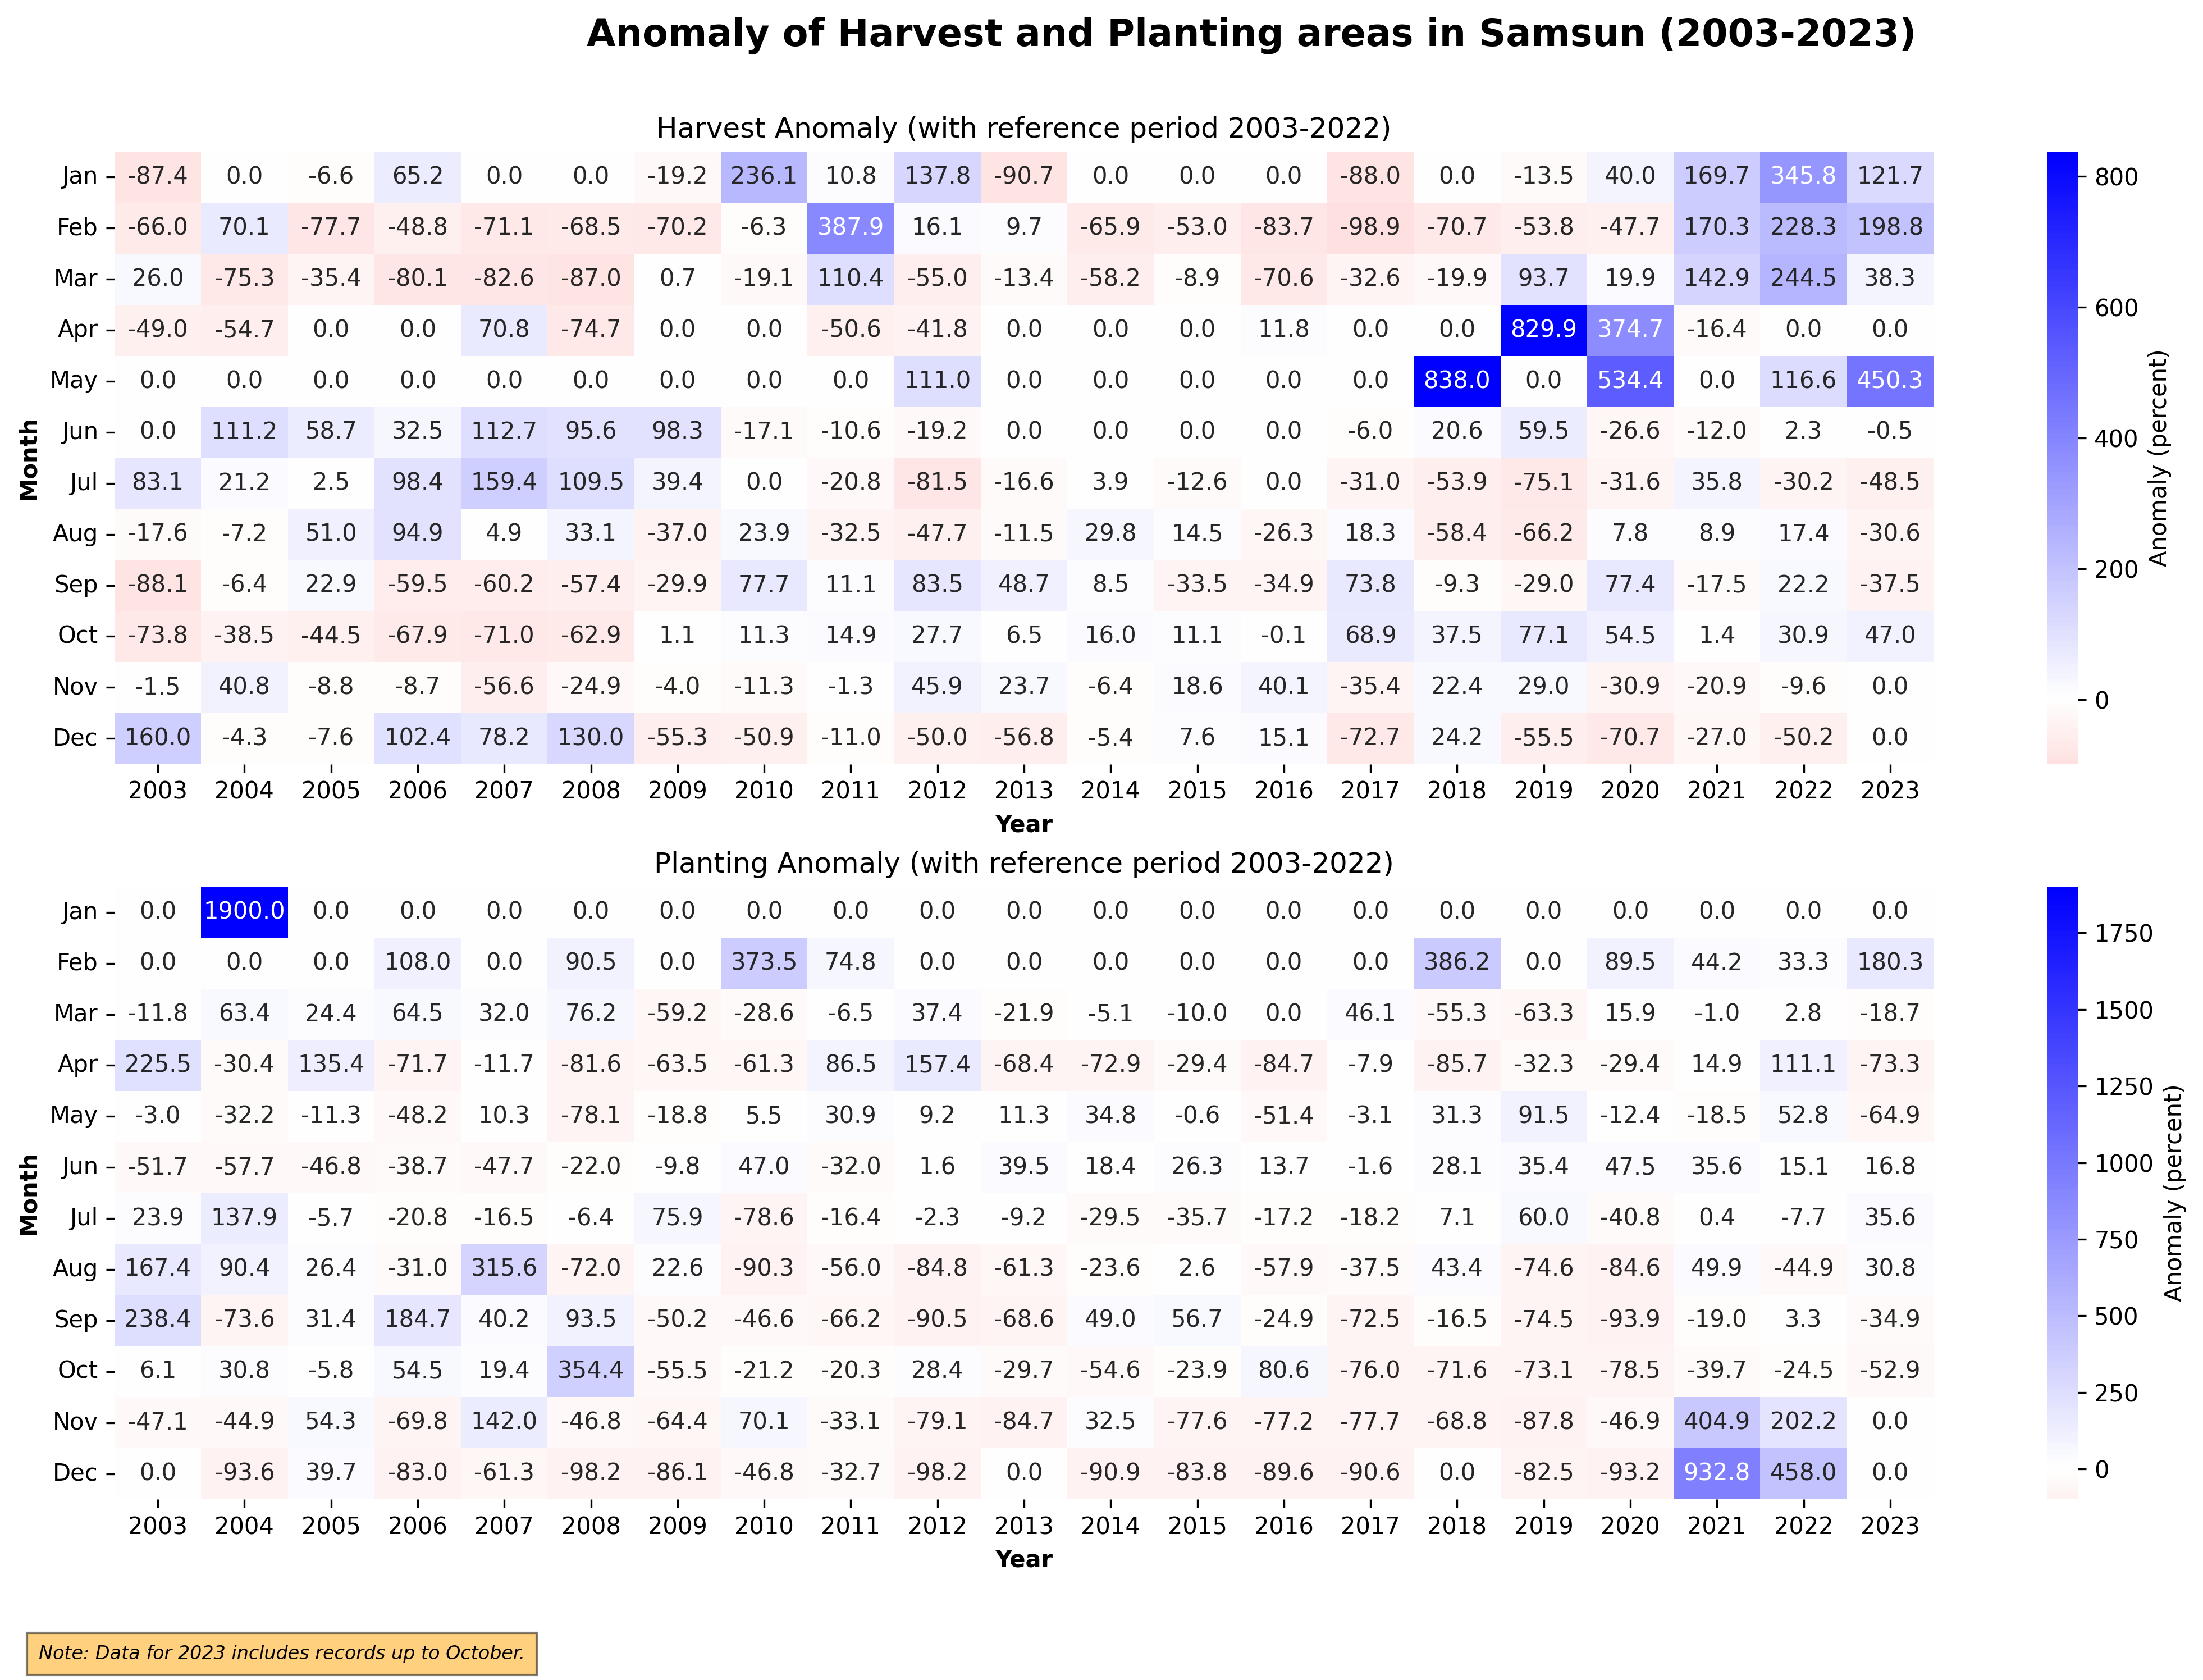 Anomaly of Harvest and Planting areas in Samsun (2003-2023)
Harvest Anomaly (with reference period 2003-2022)
Month
Jan -87.4 0.0 -6.6 65.2 0.0 0.0 -19.2 236.1 10.8 137.8 -90.7 0.0 0.0 0.0 -88.0 0.0 -13.5 40.0 169.7 345.8 121.7
Feb -66.0 70.1 -77.7 -48.8 -71.1 -68.5 -70.2 -6.3 387.9 16.1 9.7 -65.9 -53.0 -83.7 -98.9 -70.7 -53.8 -47.7 170.3 228.3 198.8
Mar 26.0 -75.3 -35.4 -80.1 -82.6 -87.0 0.7 -19.1 110.4 -55.0 -13.4 -58.2 -8.9 -70.6 -32.6 -19.9 93.7 19.9 142.9 244.5 38.3
Apr -49.0 -54.7 0.0 0.0 70.8 -74.7 0.0 0.0 -50.6 -41.8 0.0 0.0 0.0 11.8 0.0 0.0 829.9 374.7 -16.4 0.0 0.0
May 0.0 0.0 0.0 0.0 0.0 0.0 0.0 0.0 0.0 111.0 0.0 0.0 0.0 0.0 0.0 838.0 0.0 534.4 0.0 116.6 450.3
Jun 0.0 111.2 58.7 32.5 112.7 95.6 98.3 -17.1 -10.6 -19.2 0.0 0.0 0.0 0.0 -6.0 20.6 59.5 -26.6 -12.0 2.3 -0.5
Jul 83.1 21.2 2.5 98.4 159.4 109.5 39.4 0.0 -20.8 -81.5 -16.6 3.9 -12.6 0.0 -31.0 -53.9 -75.1 -31.6 35.8 -30.2 -48.5
Aug -17.6 -7.2 51.0 94.9 4.9 33.1 -37.0 23.9 -32.5 -47.7 -11.5 29.8 14.5 -26.3 18.3 -58.4 -66.2 7.8 8.9 17.4 -30.6
Sep -88.1 -6.4 22.9 -59.5 -60.2 -57.4 -29.9 77.7 11.1 83.5 48.7 8.5 -33.5 -34.9 73.8 -9.3 -29.0 77.4 -17.5 22.2 -37.5
Oct -73.8 -38.5 -44.5 -67.9 -71.0 -62.9 1.1 11.3 14.9 27.7 6.5 16.0 11.1 -0.1 68.9 37.5 77.1 54.5 1.4 30.9 47.0
Nov -1.5 40.8 -8.8 -8.7 -56.6 -24.9 -4.0 -11.3 -1.3 45.9 23.7 -6.4 18.6 40.1 -35.4 22.4 29.0 -30.9 -20.9 -9.6 0.0
Dec 160.0 -4.3 -7.6 102.4 78.2 130.0 -55.3 -50.9 -11.0 -50.0 -56.8 -5.4 7.6 15.1 -72.7 24.2 -55.5 -70.7 -27.0 -50.2 0.0
2003 2004 2005 2006 2007 2008 2009 2010 2011 2012 2013 2014 2015 2016 2017 2018 2019 2020 2021 2022 2023
Year
800
600
400
200
0
Anomaly (percent)
Planting Anomaly (with reference period 2003-2022)
Month
Jan 0.0 1900.0 0.0 0.0 0.0 0.0 0.0 0.0 0.0 0.0 0.0 0.0 0.0 0.0 0.0 0.0 0.0 0.0 0.0 0.0 0.0
Feb 0.0 0.0 0.0 108.0 0.0 90.5 0.0 373.5 74.8 0.0 0.0 0.0 0.0 0.0 0.0 386.2 0.0 89.5 44.2 33.3 180.3
Mar -11.8 63.4 24.4 64.5 32.0 76.2 -59.2 -28.6 -6.5 37.4 -21.9 -5.1 -10.0 0.0 46.1 -55.3 -63.3 15.9 -1.0 2.8 -18.7
Apr 225.5 -30.4 135.4 -71.7 -11.7 -81.6 -63.5 -61.3 86.5 157.4 -68.4 -72.9 -29.4 -84.7 -7.9 -85.7 -32.3 -29.4 14.9 111.1 -73.3
May -3.0 -32.2 -11.3 -48.2 10.3 -78.1 -18.8 5.5 30.9 9.2 11.3 34.8 -0.6 -51.4 -3.1 31.3 91.5 -12.4 -18.5 52.8 -64.9
Jun -51.7 -57.7 -46.8 -38.7 -47.7 -22.0 -9.8 47.0 -32.0 1.6 39.5 18.4 26.3 13.7 -1.6 28.1 35.4 47.5 35.6 15.1 16.8
Jul 23.9 137.9 -5.7 -20.8 -16.5 -6.4 75.9 -78.6 -16.4 -2.3 -9.2 -29.5 -35.7 -17.2 -18.2 7.1 60.0 -40.8 0.4 -7.7 35.6
Aug 167.4 90.4 26.4 -31.0 315.6 -72.0 22.6 -90.3 -56.0 -84.8 -61.3 -23.6 2.6 -57.9 -37.5 43.4 -74.6 -84.6 49.9 -44.9 30.8
Sep 238.4 -73.6 31.4 184.7 40.2 93.5 -50.2 -46.6 -66.2 -90.5 -68.6 49.0 56.7 -24.9 -72.5 -16.5 -74.5 -93.9 -19.0 3.3 -34.9
Oct 6.1 30.8 -5.8 54.5 19.4 354.4 -55.5 -21.2 -20.3 28.4 -29.7 -54.6 -23.9 80.6 -76.0 -71.6 -73.1 -78.5 -39.7 -24.5 -52.9
Nov -47.1 -44.9 54.3 -69.8 142.0 -46.8 -64.4 70.1 -33.1 -79.1 -84.7 32.5 -77.6 -77.2 -77.7 -68.8 -87.8 -46.9 404.9 202.2 0.0
Dec 0.0 -93.6 39.7 -83.0 -61.3 -98.2 -86.1 -46.8 -32.7 -98.2 0.0 -90.9 -83.8 -89.6 -90.6 0.0 -82.5 -93.2 932.8 458.0 0.0
2003 2004 2005 2006 2007 2008 2009 2010 2011 2012 2013 2014 2015 2016 2017 2018 2019 2020 2021 2022 2023
Year
1750
1500
1250
1000
750
500
250
0
Anomaly (percent)
Note: Data for 2023 includes records up to October.